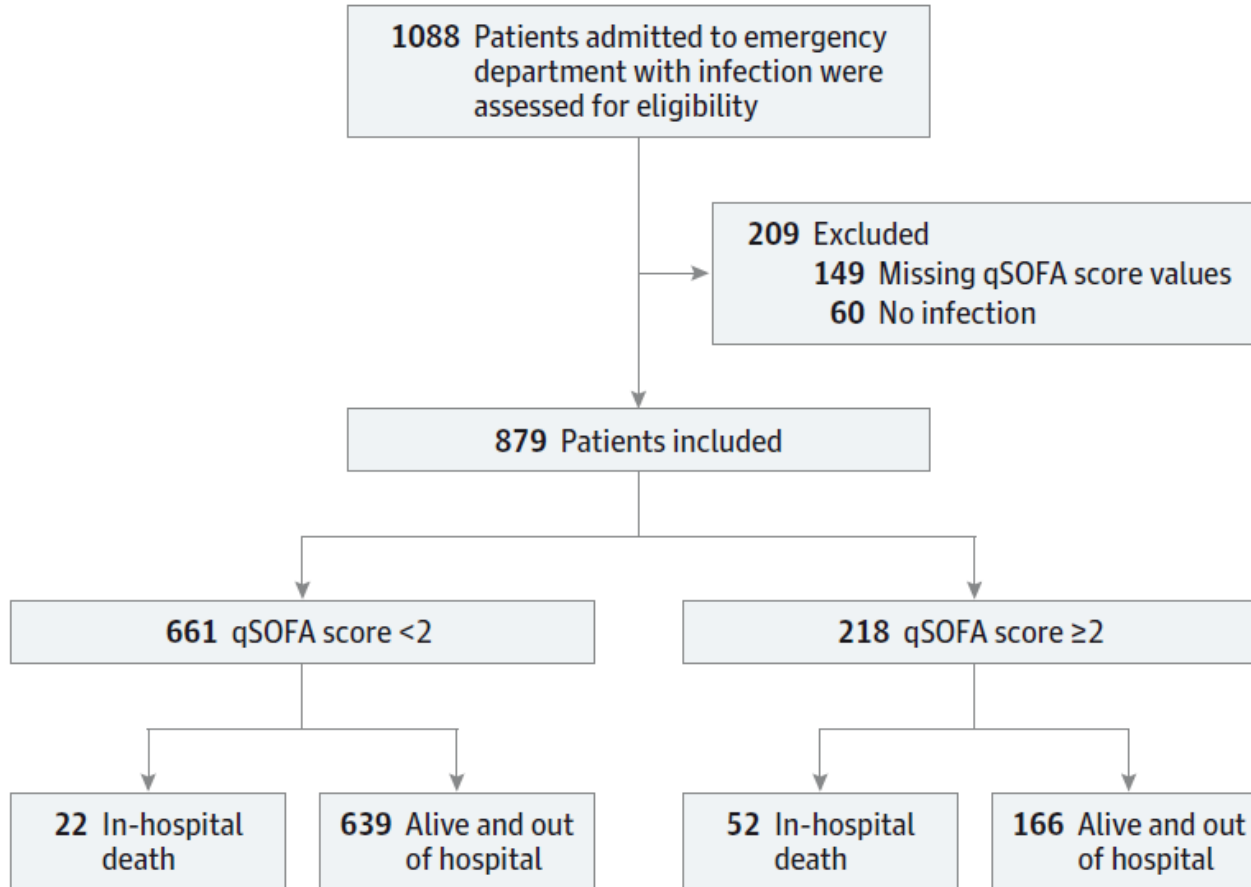 1088 Patients admitted to emergency
department with infection were
assessed for eligibility
209 Excluded
149 Missing qSOFA score values
60 No infection
879 Patients included
661 qSOFA score <2
218 qSOFA score ≥2
22 In-hospital
death
639 Alive and out
of hospital
52 In-hospital
death
166 Alive and out
of hospital